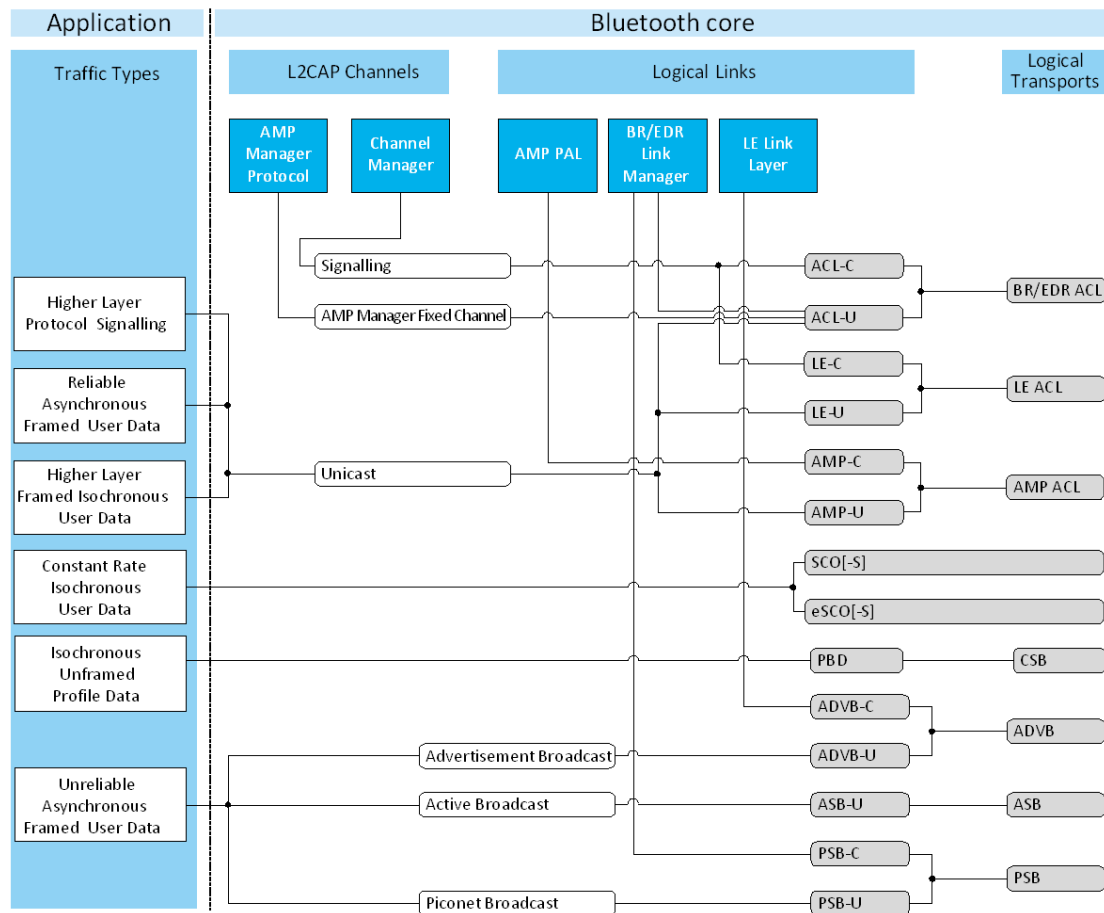 Application
Bluetooth core
Traffic Types
L2CAP Channels
Logical Links
Logical
Transports
AMP
Manager
Protocol
Channel
Manager
AMP PAL
BR/EDR
Link
Manager
LE Link
Layer
Signalling
ACL-C
Higher Layer
Protocol Signalling
BR/EDR ACL
AMP Manager Fixed Channel
ACL-U
Reliable
Asynchronous
Framed User Data
LE-C
LE ACL
LE-U
Higher Layer
Framed Isochronous
User Data
Unicast
AMP-C
AMP ACL
AMP-U
Constant Rate
Isochronous
User Data
SCO[-S]
eSCO[-S]
Isochronous
Unframed
Profile Data
PBD
CSB
ADVB-C
ADVB
Advertisement Broadcast
ADVB-U
Unreliable
Asynchronous
Framed User Data
Active Broadcast
ASB-U
ASB
PSB-C
PSB
Piconet Broadcast
PSB-U